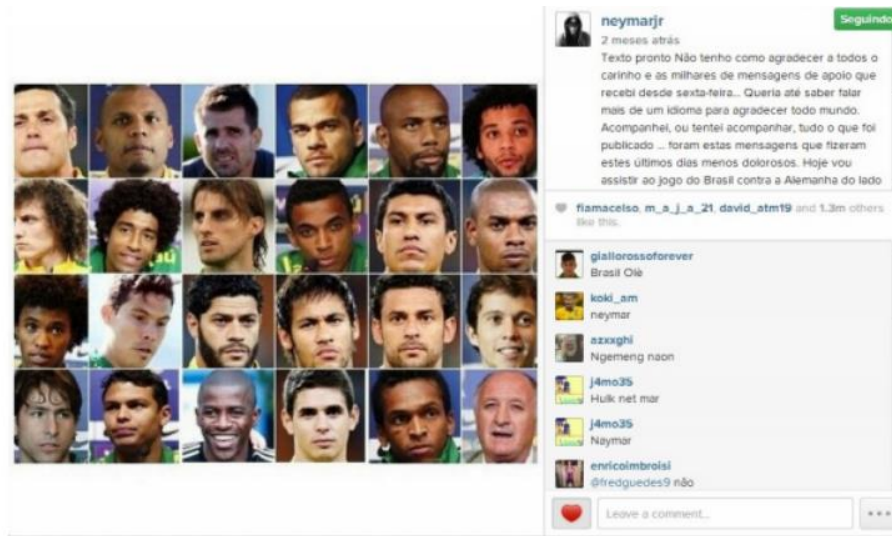 neymarjr
Seguindo
2 meses atrás
Texto pronto Não tenho como agradecer a todos o
carinho e as milhares de mensagens de apoio que
recebi desde sexta-feira... Queria até saber falar
mais de um idioma para agradecer todo mundo.
Acompanhei, ou tentei acompanhar, tudo o que foi
publicado ... foram estas mensagens que fizeram
estes últimos dias menos dolorosos. Hoje vou
assistir ao jogo do Brasil contra a Alemanha do lado
fiamacelso, m_a_j_a_21, david_atm19 and 1.3m others
like this.
giallorossoforever
Brasil Olè
koki_am
neymar
azxxghi
Ngemeng naon
j4mo35
Hulk net mar
j4mo35
Naymar
enricoimbroisi
@fredguedes9 não
Leave a comment...